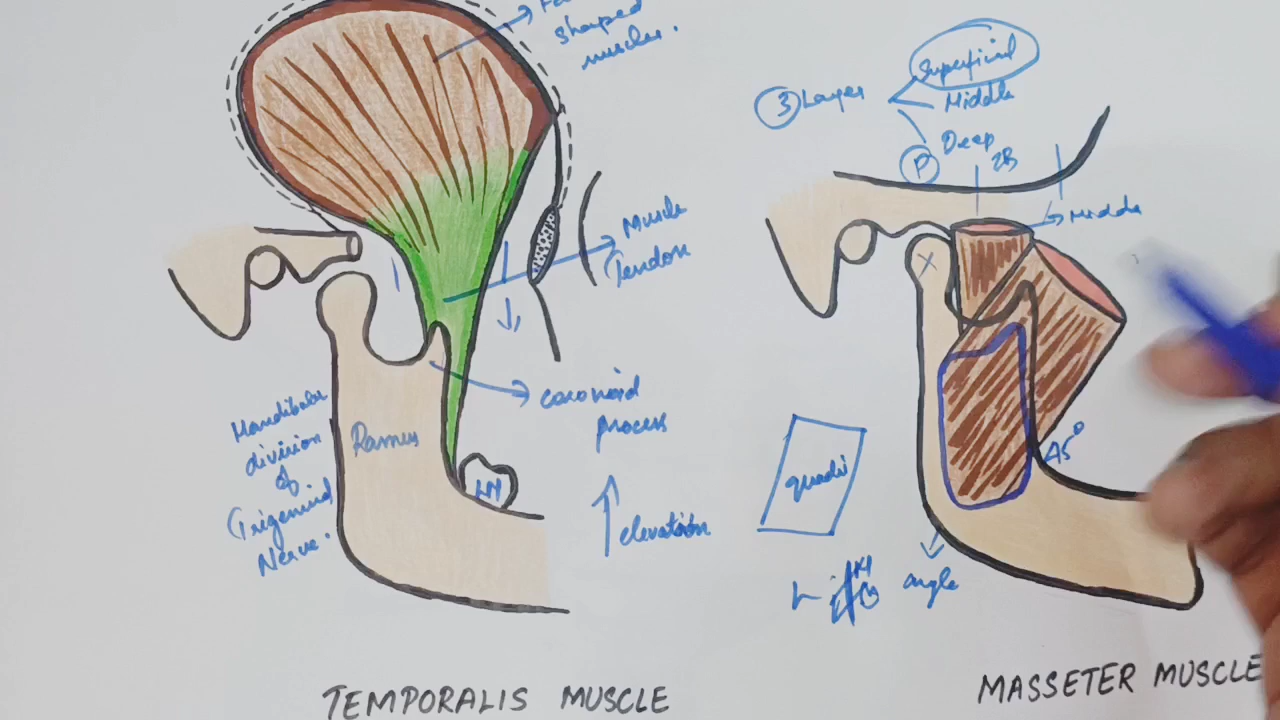 shaped
muscles.
Muscle
Tendon
coronoid
process
Mandibular
division
of
Trigeminal
Nerve.
Ramus
elevation
TEMPORALIS MUSCLE
3 Layer
Superficial
Middle
Deep
P
ZB
Middle
X
45°
quadri
angle
MASSETER MUSCLE